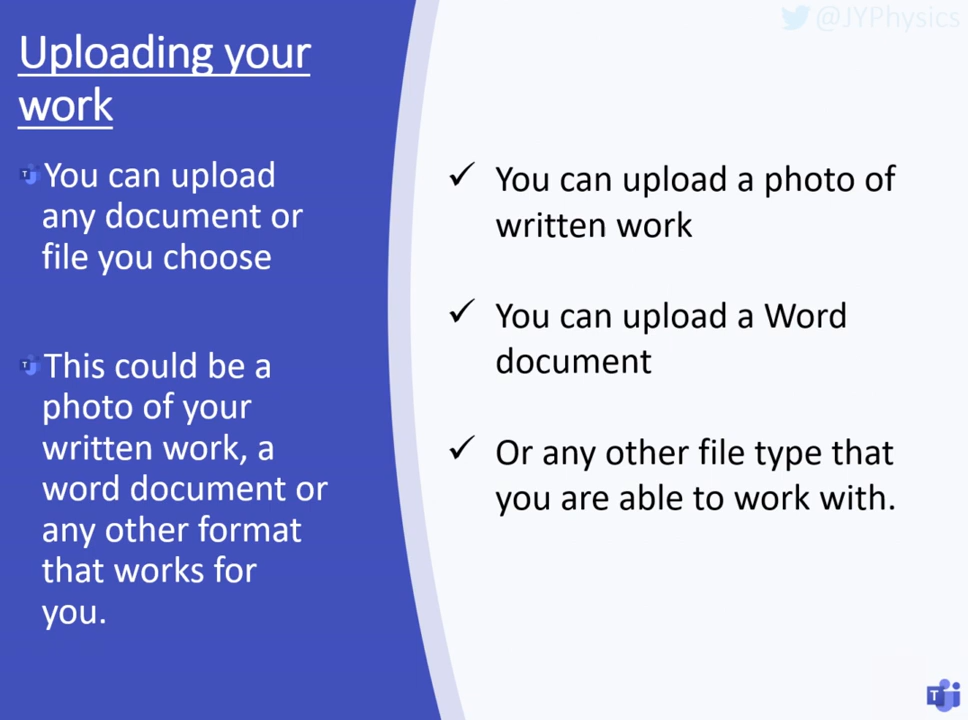 @JYPhysics
Uploading your
work
You can upload
any document or
file you choose
This could be a
photo of your
written work, a
word document or
any other format
that works for
you.
You can upload a photo of
written work
You can upload a Word
document
Or any other file type that
you are able to work with.